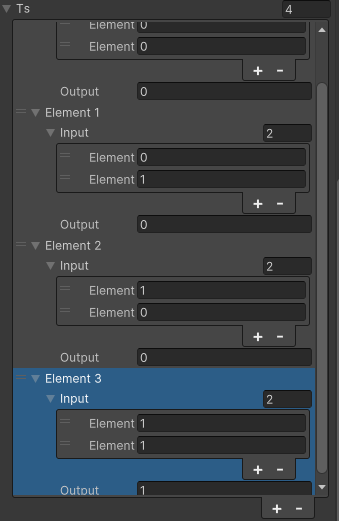 Ts 4
0
Element 0
+ -
Output 0
Element 1
Input 2
Element 0
Element 1
+ -
Output 0
Element 2
Input 2
Element 1
Element 0
+ -
Output 0
Element 3
Input 2
Element 1
Element 1
+ -
Output 1
+ -